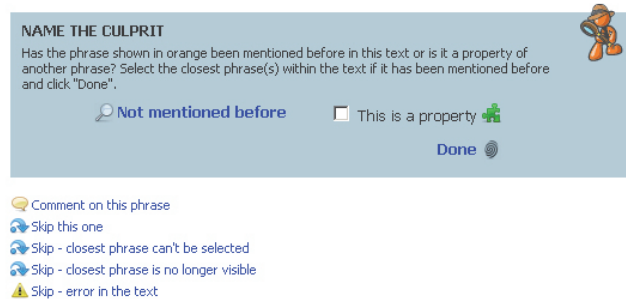 NAME THE CULPRIT
Has the phrase shown in orange been mentioned before in this text or is it a property of
another phrase? Select the closest phrase(s) within the text if it has been mentioned before
and click "Done".
Not mentioned before
This is a property
Done
Comment on this phrase
Skip this one
Skip - closest phrase can't be selected
Skip - closest phrase is no longer visible
Skip - error in the text